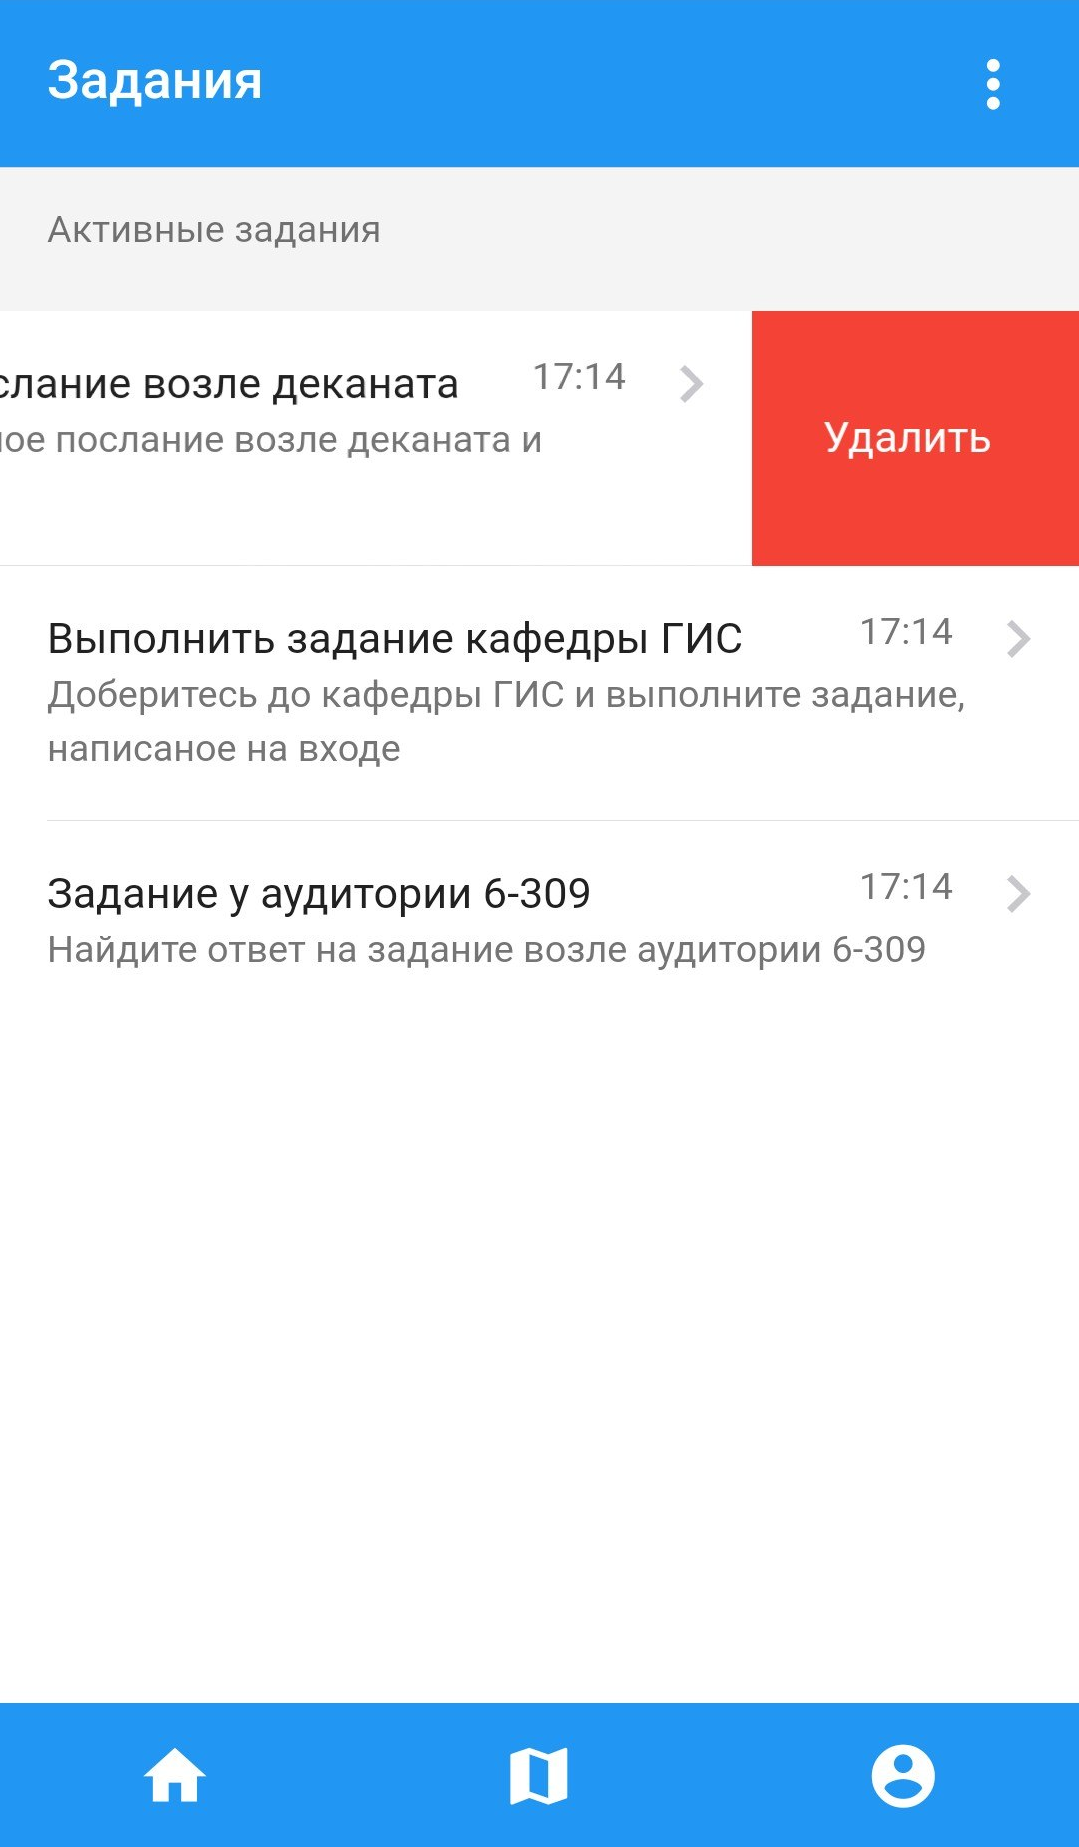 Задания
Активные задания
слание возле деканата 17:14
ое послание возле деканата и
Удалить
Выполнить задание кафедры ГИС 17:14
Доберитесь до кафедры ГИС и выполните задание,
написаное на входе
Задание у аудитории 6-309 17:14
Найдите ответ на задание возле аудитории 6-309